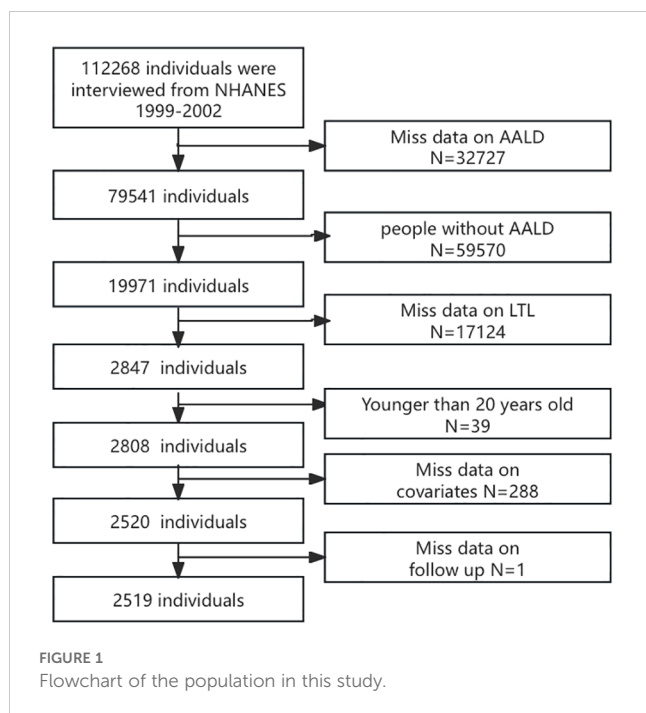 112268 individuals were
interviewed from NHANES
1999-2002
Miss data on AALD
N=32727
79541 individuals
people without AALD
N=59570
19971 individuals
Miss data on LTL
N=17124
2847 individuals
Younger than 20 years old
N=39
2808 individuals
Miss data on
covariates N=288
2520 individuals
Miss data on
follow up N=1
2519 individuals
FIGURE 1
Flowchart of the population in this study.